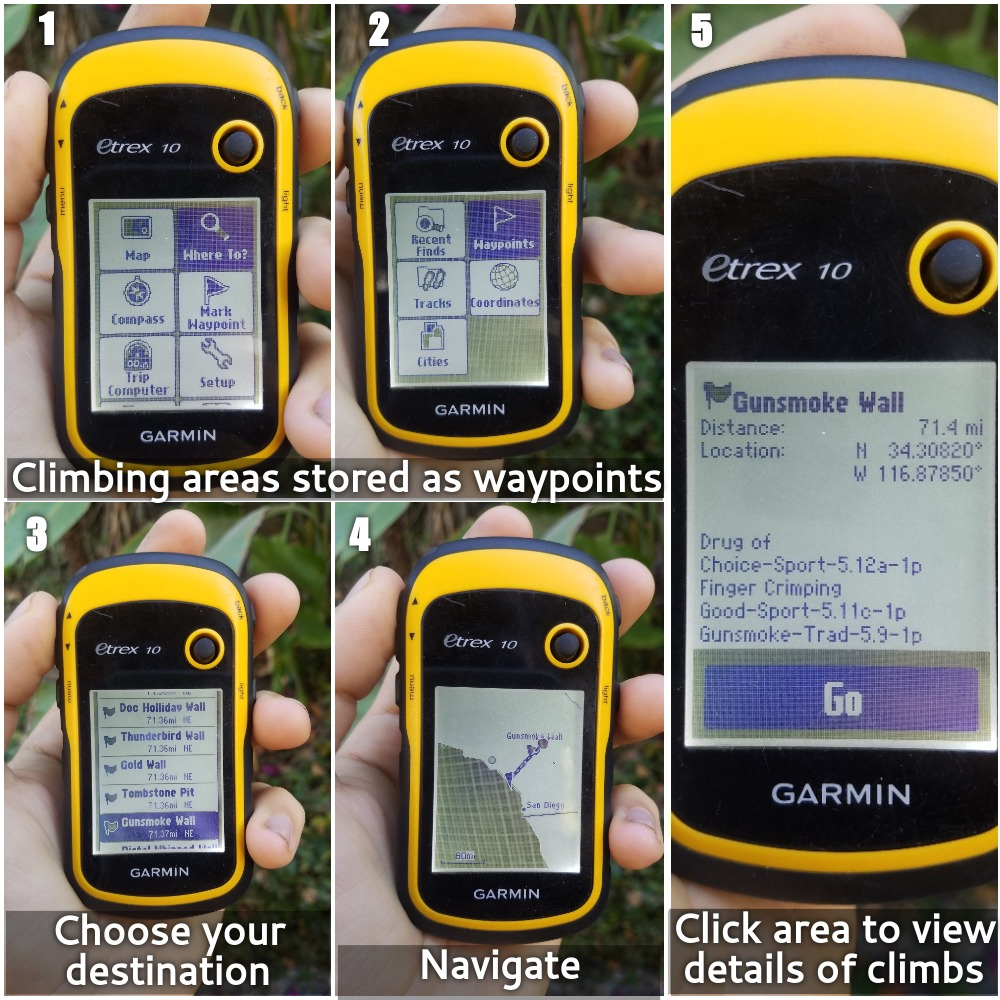 1
back
etrex 10
menu
light
Map
Where To?
Compass
Mark
Waypoint
Trip
Computer
Setup
GARMIN
2
back
etrex 10
menu
light
Recent
Finds
Waypoints
Tracks
Coordinates
Cities
GARMIN
Climbing areas stored as waypoints
3
back
etrex 10
menu
light
Doc Holliday Wall
71.36mi NE
Thunderbird Wall
71.36mi NE
Gold Wall
71.36mi NE
Tombstone Pit
71.36mi NE
Gunsmoke Wall
71.37mi NE
GARMIN
Choose your
destination
4
back
etrex 10
menu
light
Gunsmoke Wall
San Diego
80mi
GARMIN
Navigate
5
etrex 10
Gunsmoke Wall
Distance: 71.4 mi
Location: N 34.30820°
W 116.87850°
Drug of
Choice-Sport-5.12a-1p
Finger Crimping
Good-Sport-5.11c-1p
Gunsmoke-Trad-5.9-1p
Go
GARMIN
Click area to view
details of climbs